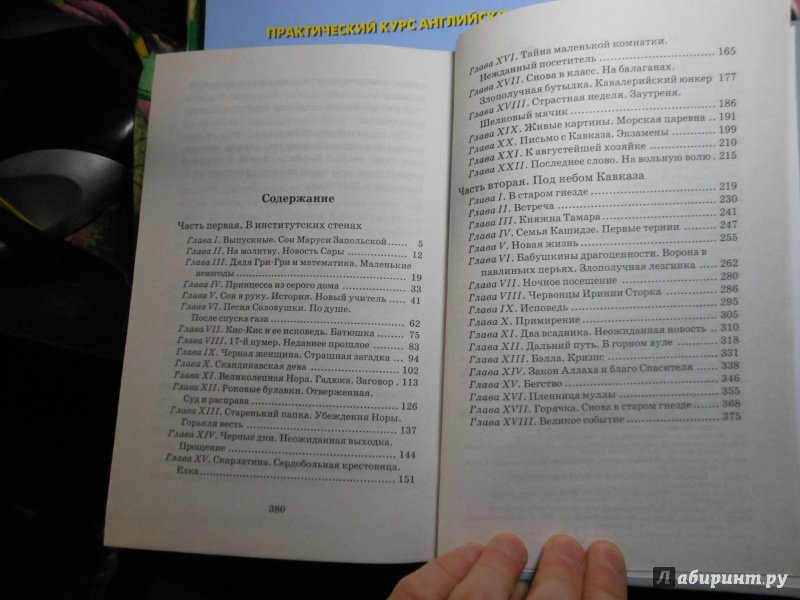 ПРАКТИЧЕСКИЙ КУРС АНГЛИЙСКО
Содержание
Часть первая. В институтских стенах
Глава I. Выпускные. Сон Маруси Запольской ..... 5
Глава II. На молитву. Новость Сары ..... 12
Глава III. Дядя Гри-Гри и математика. Маленькие
невзгоды ..... 19
Глава IV. Принцесса из серого дома ..... 33
Глава V. Сон в руку. История. Новый учитель ..... 41
Глава VI. Песня Соловушки. По душе.
После спуска газа ..... 62
Глава VII. Кис-Кис и ее исповедь. Батюшка ..... 75
Глава VIII. 17-й нумер. Недавнее прошлое ..... 83
Глава IX. Черная женщина. Страшная загадка ..... 94
Глава X. Скандинавская дева ..... 102
Глава XI. Великолепная Нора. Гадюка. Заговор . 113
Глава XII. Роковые булавки. Отверженная.
Суд и расправа ..... 126
Глава XIII. Старенький папка. Убеждения Норы.
Горькая весть ..... 137
Глава XIV. Черные дни. Неожиданная выходка.
Прощение ..... 144
Глава XV. Скарлатина. Сердобольная крестовица.
Елка ..... 151
380
Глава XVI. Тайна маленькой комнатки.
Нежданный посетитель ..... 165
Глава XVII. Снова в класс. На балаганах.
Злополучная бутылка. Кавалерийский юнкер 177
Глава XVIII. Страстная неделя. Заутреня.
Шелковый мячик ..... 186
Глава XIX. Живые картины. Морская царевна .. 191
Глава XX. Письмо с Кавказа. Экзамены ..... 199
Глава XXI. К августейшей хозяйке ..... 210
Глава XXII. Последнее слово. На вольную волю .. 215
Часть вторая. Под небом Кавказа
Глава I. В старом гнезде ..... 219
Глава II. Встреча ..... 230
Глава III. Княжна Тамара ..... 241
Глава IV. Семья Кашидзе. Первые тернии ..... 247
Глава V. Новая жизнь ..... 255
Глава VI. Бабушкины драгоценности. Ворона в
павлиньих перьях. Злополучная лезгинка ..... 262
Глава VII. Ночное посещение ..... 280
Глава VIII. Червонцы Иринии Сторка ..... 286
Глава IX. Исповедь ..... 295
Глава X. Примирение ..... 305
Глава XI. Два всадника. Неожиданная новость ... 310
Глава XII. Дальний путь. В горном ауле ..... 318
Глава XIII. Бэлла. Кризис ..... 331
Глава XIV. Закон Аллаха и благо Спасителя ..... 338
Глава XV. Бегство ..... 346
Глава XVI. Пленница муллы ..... 355
Глава XVII. Горячка. Снова в старом гнезде ..... 368
Глава XVIII. Великое событие ..... 375
Лабиринт.ру